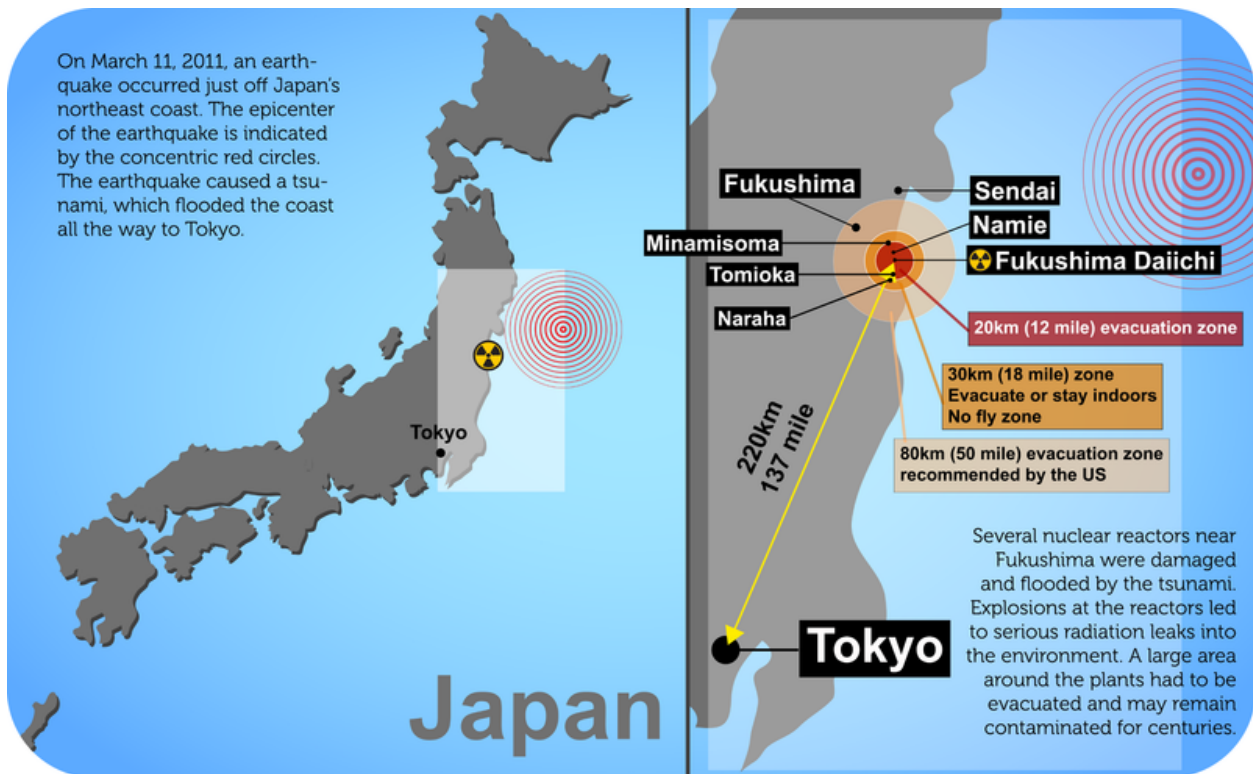 On March 11, 2011, an earth-
quake occurred just off Japan's
northeast coast. The epicenter
of the earthquake is indicated
by the concentric red circles.
The earthquake caused a tsu-
nami, which flooded the coast
all the way to Tokyo.
Tokyo
Japan
Fukushima
Sendai
Minamisoma
Namie
Tomioka
Fukushima Daiichi
Naraha
20km (12 mile) evacuation zone
30km (18 mile) zone
Evacuate or stay indoors
No fly zone
80km (50 mile) evacuation zone
recommended by the US
220km
137 mile
Tokyo
Several nuclear reactors near
Fukushima were damaged
and flooded by the tsunami.
Explosions at the reactors led
to serious radiation leaks into
the environment. A large area
around the plants had to be
evacuated and may remain
contaminated for centuries.